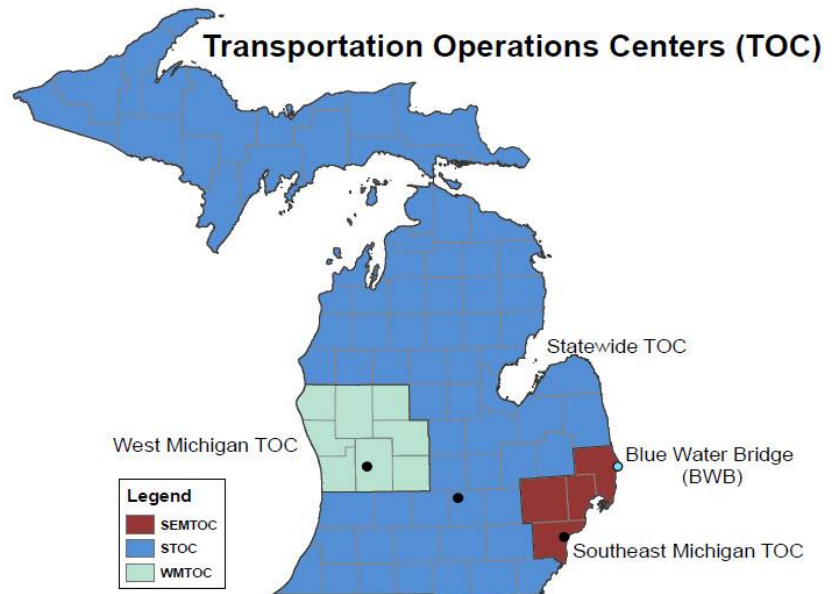 Transportation Operations Centers (TOC)
Statewide TOC
West Michigan TOC
Blue Water Bridge
(BWB)
Legend
SEMTOC
STOC
WMTOC
Southeast Michigan TOC